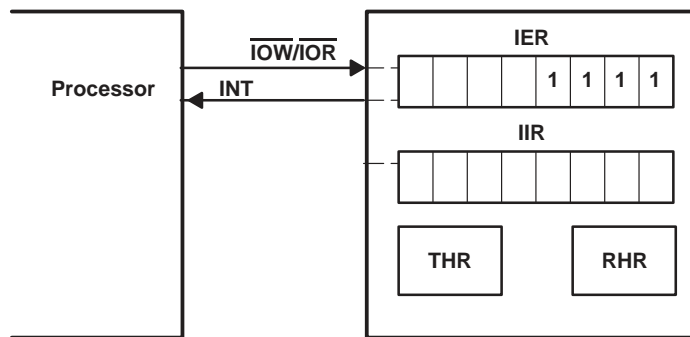 IOW/IOR
IER
1 1 1 1
Processor
INT
IIR
THR
RHR